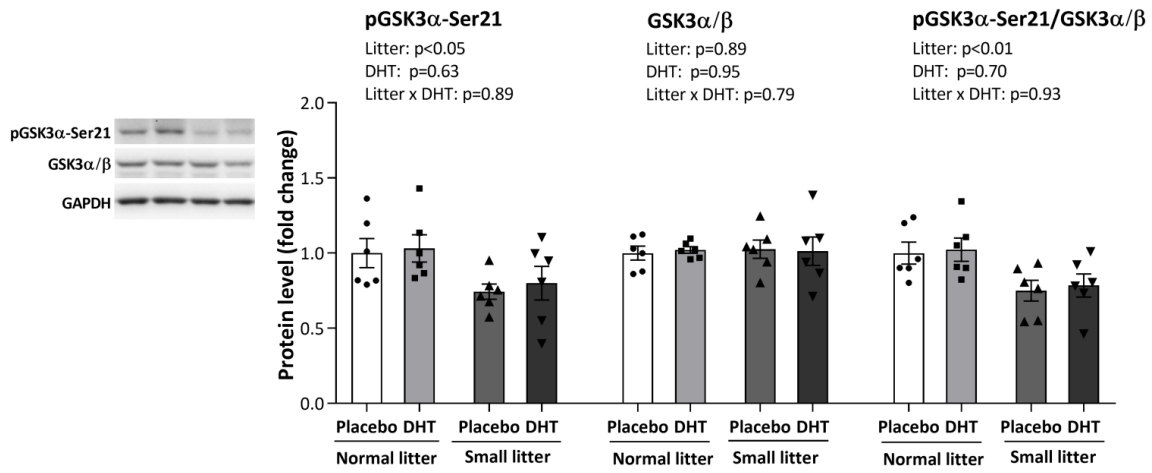 pGSK3α-Ser21
Litter: p<0.05
DHT: p=0.63
Litter x DHT: p=0.89
GSK3α/β
Litter: p=0.89
DHT: p=0.95
Litter x DHT: p=0.79
pGSK3α-Ser21/GSK3α/β
Litter: p<0.01
DHT: p=0.70
Litter x DHT: p=0.93
pGSK3α-Ser21
GSK3α/β
GAPDH
Protein level (fold change)
2.0
1.5
1.0
0.5
0.0
Placebo DHT Placebo DHT Placebo DHT Placebo DHT Placebo DHT Placebo DHT
Normal litter Small litter Normal litter Small litter Normal litter Small litter